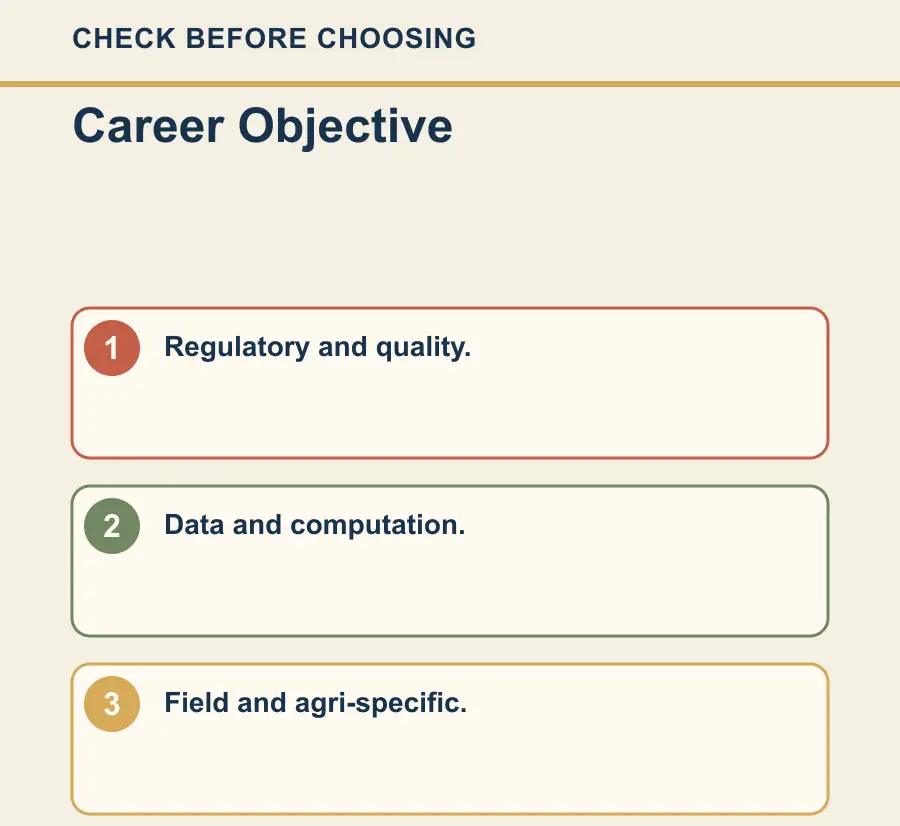 CHECK BEFORE CHOOSING
Career Objective
1 Regulatory and quality.
2 Data and computation.
3 Field and agri-specific.